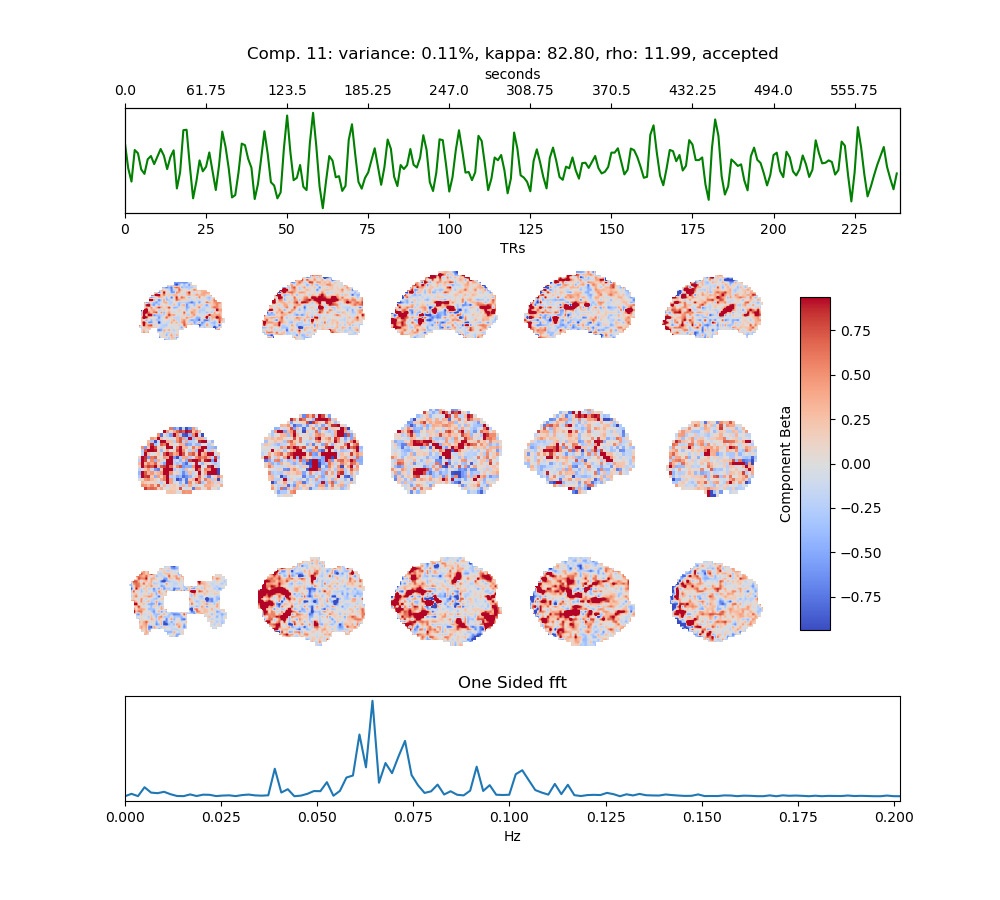 Comp. 11: variance: 0.11%, kappa: 82.80, rho: 11.99, accepted
seconds
0.0 61.75 123.5 185.25 247.0 308.75 370.5 432.25 494.0 555.75
0 25 50 75 100 125 150 175 200 225
TRs
0.75
0.50
0.25
0.00
−0.25
−0.50
−0.75
Component Beta
One Sided fft
0.000 0.025 0.050 0.075 0.100 0.125 0.150 0.175 0.200
Hz